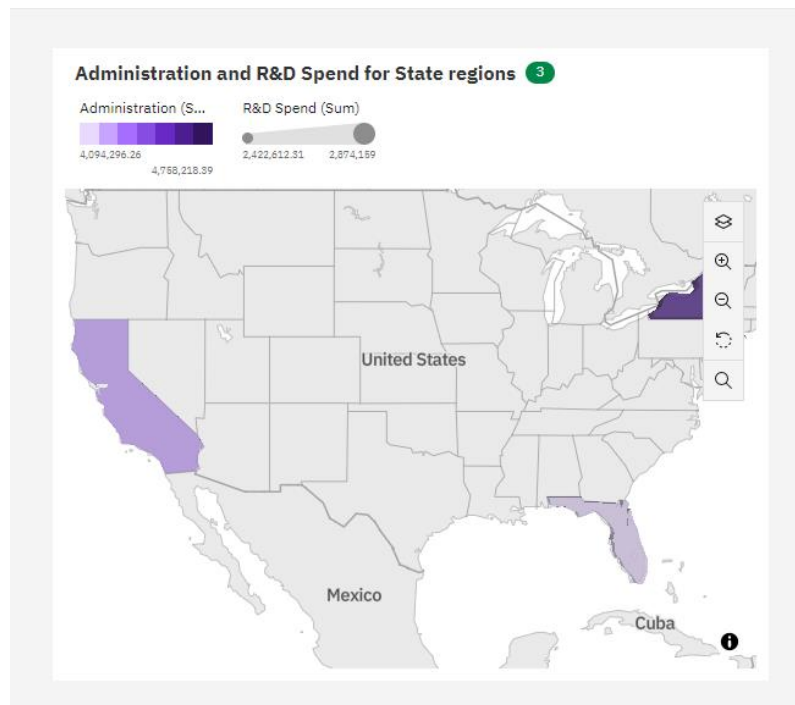 Administration and R&D Spend for State regions 3
Administration (S... R&D Spend (Sum)
4,094,296.26 2,422,612.31 2,874,159
4,758,218.39
United States
Mexico
Cuba